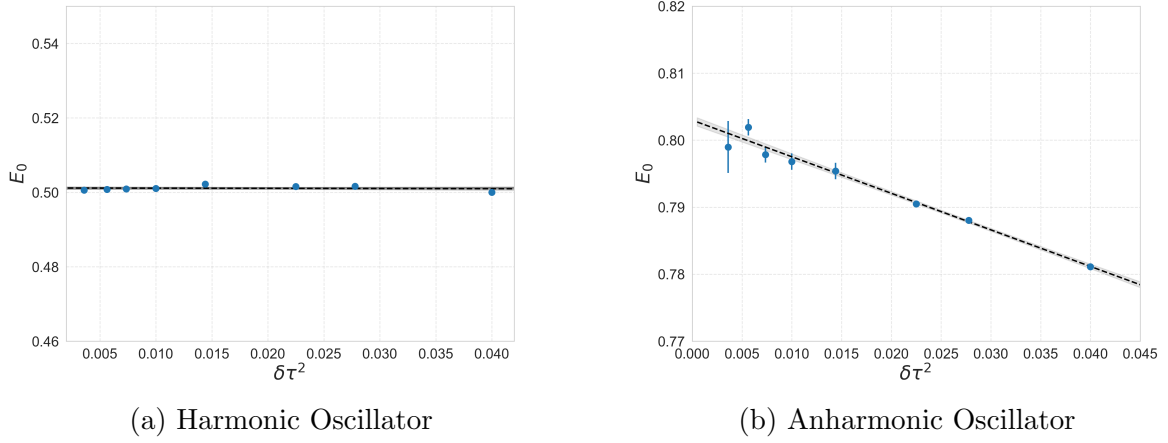 0.54
0.52
0.50
0.48
0.46
E₀
0.005 0.010 0.015 0.020 0.025 0.030 0.035 0.040
δτ²
(a) Harmonic Oscillator
0.82
0.81
0.80
0.79
0.78
0.77
E₀
0.000 0.005 0.010 0.015 0.020 0.025 0.030 0.035 0.040 0.045
δτ²
(b) Anharmonic Oscillator